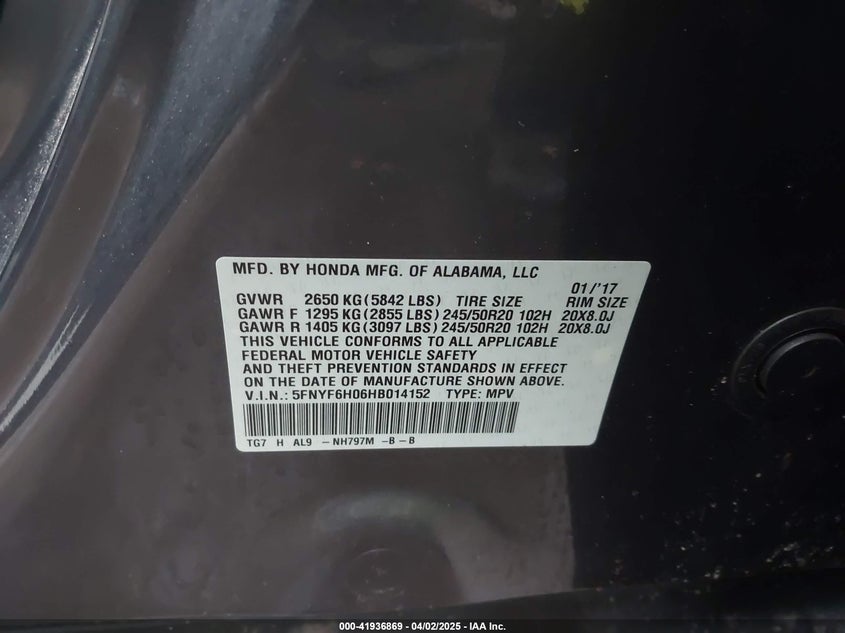 MFD. BY HONDA MFG. OF ALABAMA, LLC
01/'17
GVWR 2650 KG(5842 LBS) TIRE SIZE RIM SIZE
GAWR F 1295 KG(2855 LBS)245/50R20 102H 20X8.0J
GAWR R 1405 KG(3097 LBS)245/50R20 102H 20X8.0J
THIS VEHICLE CONFORMS TO ALL APPLICABLE
FEDERAL MOTOR VEHICLE SAFETY
AND THEFT PREVENTION STANDARDS IN EFFECT
ON THE DATE OF MANUFACTURE SHOWN ABOVE.
V.I.N.: 5FNYF6H06HB014152 TYPE: MPV
TG7 H AL9 - NH797M -B-B
000-41936869 - 04/02/2025 - IAA Inc.